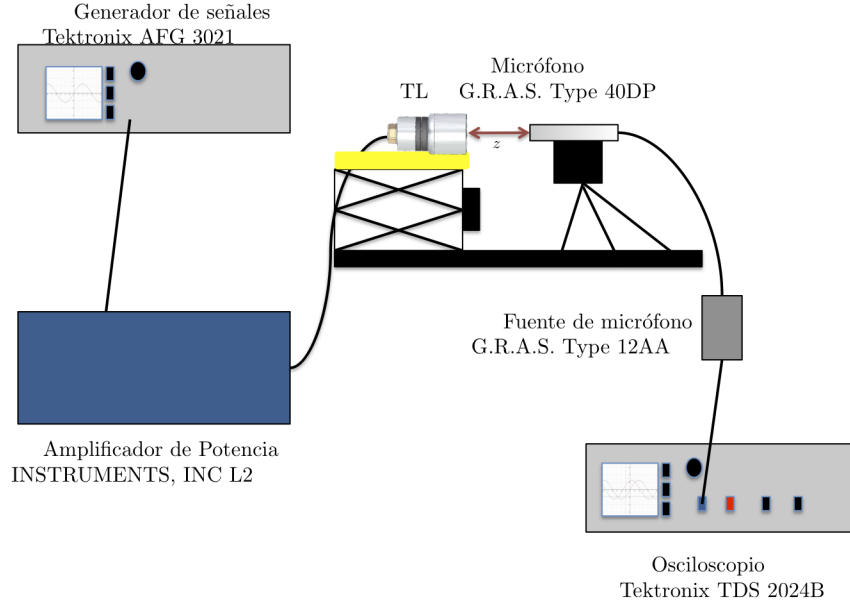 Generador de señales
Tektronix AFG 3021
Micrófono
TL
G.R.A.S. Type 40DP
z
Fuente de micrófono
G.R.A.S. Type 12AA
Amplificador de Potencia
INSTRUMENTS, INC L2
Osciloscopio
Tektronix TDS 2024B